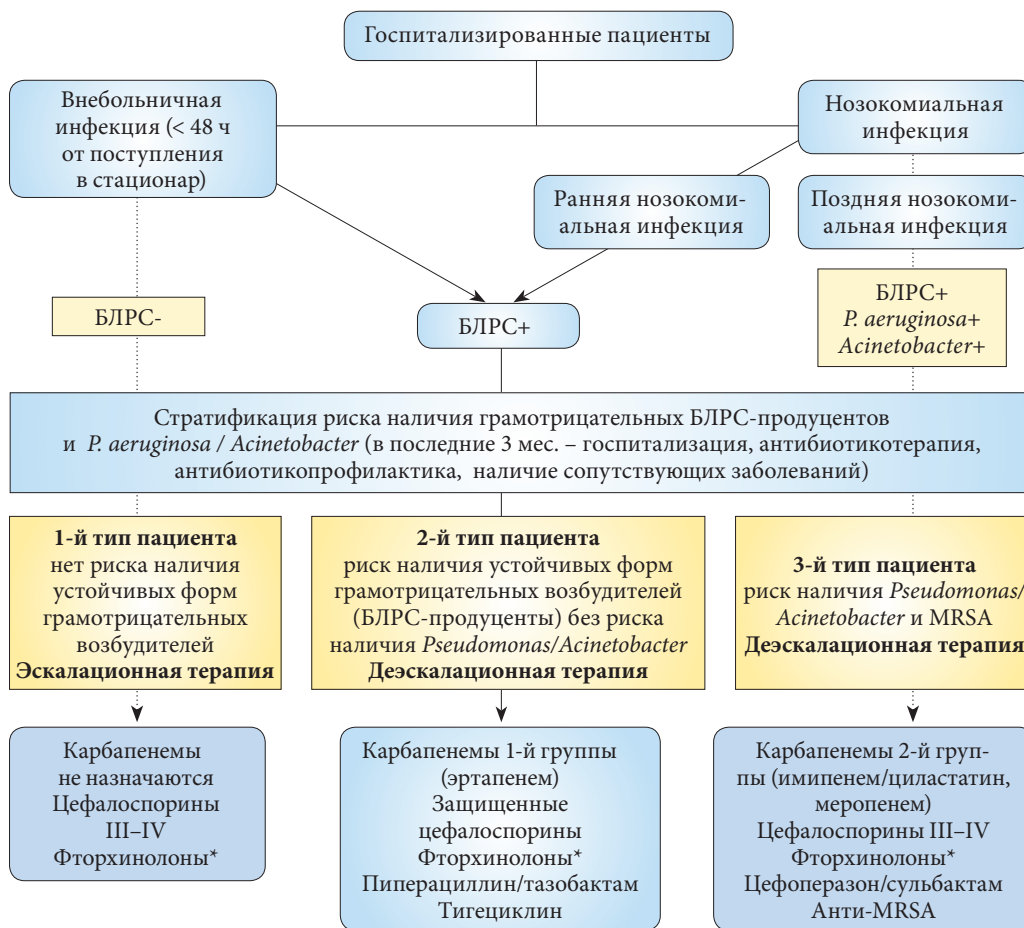 Госпитализированные пациенты
Внебольничная
инфекция (< 48 ч
от поступления
в стационар)
Нозокомиальная
инфекция
Ранняя нозокоми-
альная инфекция
Поздняя нозокоми-
альная инфекция
БЛРС-
БЛРС+
БЛРС+
P. aeruginosa+
Acinetobacter+
Стратификация риска наличия грамотрицательных БЛРС-продуцентов
и P. aeruginosa / Acinetobacter (в последние 3 мес. – госпитализация, антибиотикотерапия,
антибиотикопрофилактика, наличие сопутствующих заболеваний)
1-й тип пациента
нет риска наличия
устойчивых форм
грамотрицательных
возбудителей
Эскалационная терапия
2-й тип пациента
риск наличия устойчивых форм
грамотрицательных возбудителей
(БЛРС-продуценты) без риска
наличия Pseudomonas/Acinetobacter
Деэскалационная терапия
3-й тип пациента
риск наличия Pseudomonas/
Acinetobacter и MRSA
Деэскалационная терапия
Карбапенемы
не назначаются
Цефалоспорины
III–IV
Фторхинолоны*
Карбапенемы 1-й группы
(эртапенем)
Защищенные
цефалоспорины
Фторхинолоны*
Пиперациллин/тазобактам
Тигециклин
Карбапенемы 2-й груп-
пы (имипенем/циластатин,
меропенем)
Цефалоспорины III–IV
Фторхинолоны*
Цефоперазон/сульбактам
Анти-MRSA